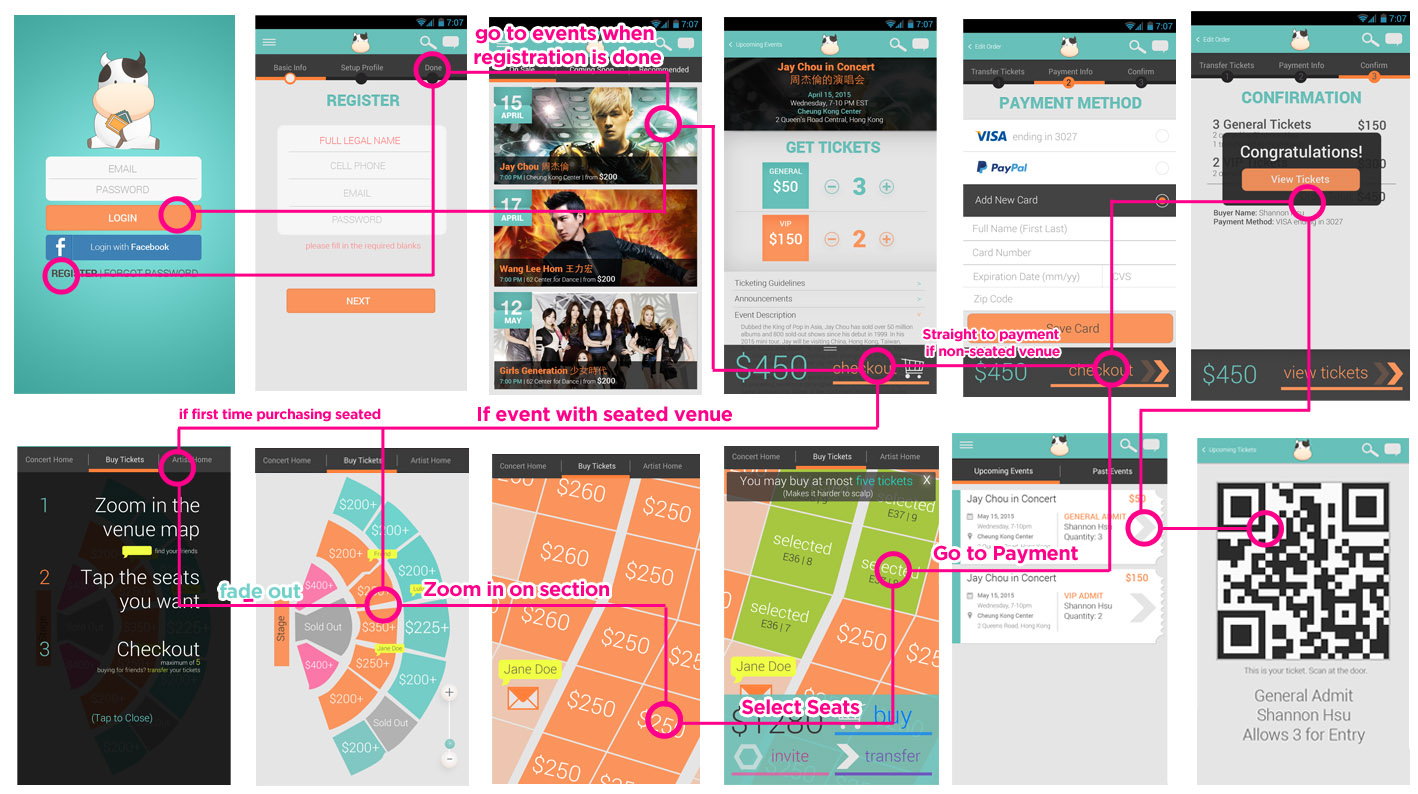 EMAIL
PASSWORD
LOGIN
Login with Facebook
REGISTER | FORGOT PASSWORD
7:07
Basic Info
Setup Profile
Done
REGISTER
FULL LEGAL NAME
CELL PHONE
EMAIL
PASSWORD
please fill in the required blanks
NEXT
go to events when
registration is done
7:07
On Sale
Coming Soon
Recommended
15
APRIL
Jay Chou 周杰倫
7:00 PM | Cheung Kong Center | from $200
17
APRIL
Wang Lee Hom 王力宏
7:00 PM | 62 Center for Dance | from $200
12
MAY
Girls Generation 少女時代
7:00 PM | 62 Center for Dance | from $200
7:07
< Upcoming Events
Jay Chou in Concert
周杰倫的演唱会
April 15, 2015
Wednesday, 7-10 PM EST
Cheung Kong Center
2 Queen's Road Central, Hong Kong
GET TICKETS
GENERAL
$50
3
VIP
$150
2
Ticketing Guidelines >
Announcements >
Event Description
Dubbed the King of Pop in Asia, Jay Chou has sold over 50 million
albums and 800 sold-out shows since his debut in 1999. In his
2016 mini tour, Jay will be visiting China, Hong Kong, Taiwan,
$450
checkout
Straight to payment
if non-seated venue
7:07
< Edit Order
Transfer Tickets
Payment Info
Confirm
1
2
3
PAYMENT METHOD
VISA ending in 3027
PayPal
Add New Card
Full Name (First Last)
Card Number
Expiration Date (mm/yy)
CVS
Zip Code
Save Card
$450
checkout
7:07
< Edit Order
Transfer Tickets
Payment Info
Confirm
1
2
3
CONFIRMATION
3 General Tickets
$150
Congratulations!
View Tickets
$300
$450
Buyer Name: Shannon Hsu
Payment Method: VISA ending in 3027
$450
view tickets
if first time purchasing seated
If event with seated venue
Concert Home
Buy Tickets
Artist Home
1
Zoom in the
venue map
find your friends
2
Tap the seats
you want
3
Checkout
maximum of 5
buying for friends? transfer your tickets
(Tap to Close)
Stage
Sold Out
$225+
$200+
fade out
Concert Home
Buy Tickets
Artist Home
$200+
$200+
$200+
Friend
$200+
$400+
Stage
Sold Out
$350+
$225+
$400+
$250+
Jane Doe
$200+
$200+
Sold Out
$200+
Zoom in on section
Concert Home
Buy Tickets
Artist Home
$250
$260
$250
$260
$250
$250
$250
$250
Jane Doe
$250
$250
$250
$250
Concert Home
Buy Tickets
Artist Home
You may buy at most five tickets
(Makes it harder to scalp)
X
E37 | 9
selected
E36 | 8
selected
selected
E36 | 7
$250
$250
$250
Jane Doe
Select Seats
$1280
buy
invite
transfer
Go to Payment
Upcoming Events
Past Events
Jay Chou in Concert
$50
May 15, 2015
Wednesday, 7-10pm
Cheung Kong Center
GENERAL ADMIT
Shannon Hsu
Quantity: 3
Jay Chou in Concert
$150
May 15, 2015
Wednesday, 7-10pm
Cheung Kong Center
2 Queens Road, Hong Kong
VIP ADMIT
Shannon Hsu
Quantity: 2
< Upcoming Tickets
This is your ticket. Scan at the door.
General Admit
Shannon Hsu
Allows 3 for Entry